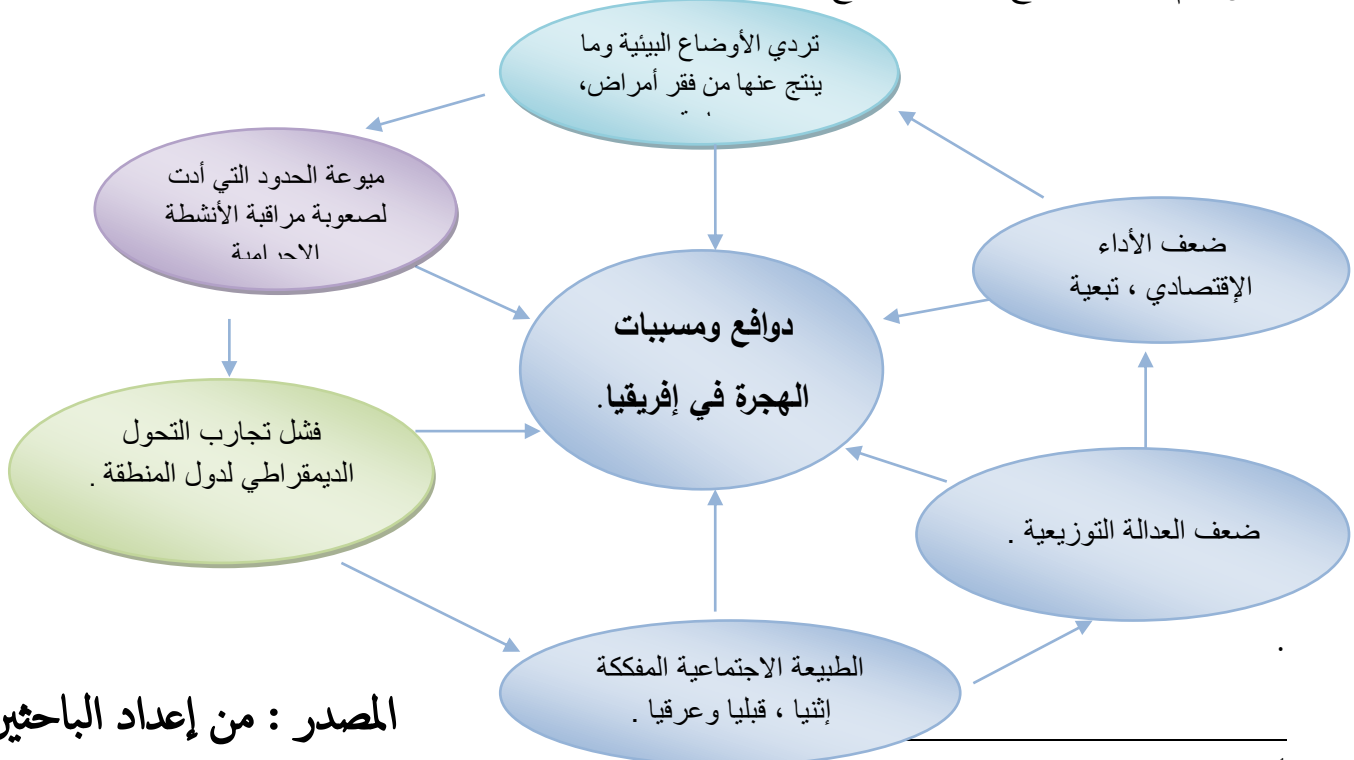 تردي الأوضاع البيئية وما
ينتج عنها من فقر أمراض،
ميوعة الحدود التي أدت
لصعوبة مراقبة الأنشطة
الاجرامية
ضعف الأداء
الإقتصادي ، تبعية
دوافع ومسببات
الهجرة في إفريقيا.
فشل تجارب التحول
الديمقراطي لدول المنطقة .
ضعف العدالة التوزيعية .
الطبيعة الاجتماعية المفككة
إثنيا ، قبليا وعرقيا .
.
المصدر : من إعداد الباحثين